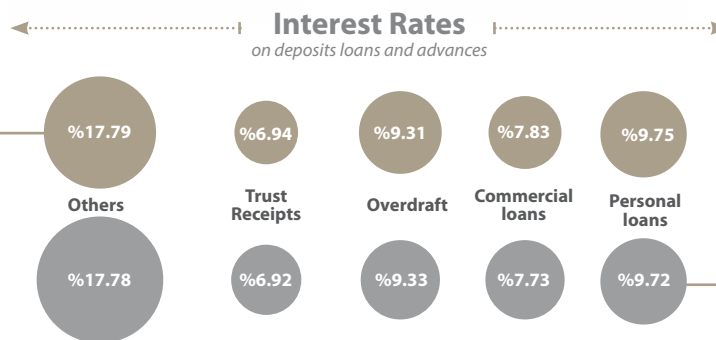 Interest Rates
on deposits loans and advances
%17.79
%6.94
%9.31
%7.83
%9.75
Others
Trust
Receipts
Overdraft
Commercial
loans
Personal
loans
%17.78
%6.92
%9.33
%7.73
%9.72